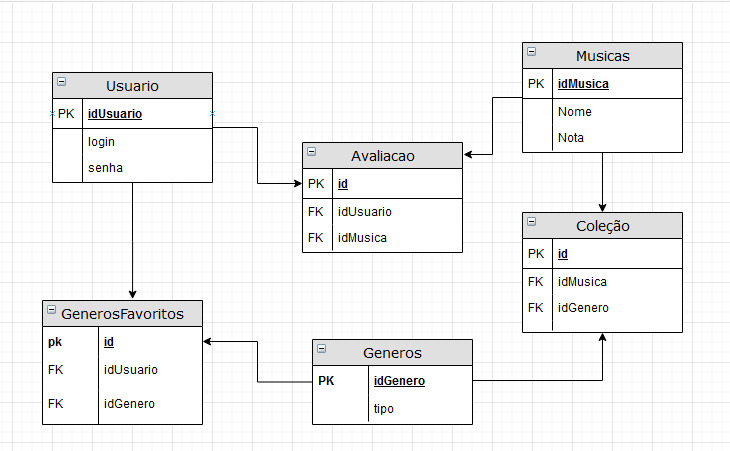 Usuario
PK idUsuario
login
senha
Musicas
PK idMusica
Nome
Nota
Avaliacao
PK id
FK idUsuario
FK idMusica
Coleção
PK id
FK idMusica
FK idGenero
GenerosFavoritos
pk id
FK idUsuario
FK idGenero
Generos
PK idGenero
tipo